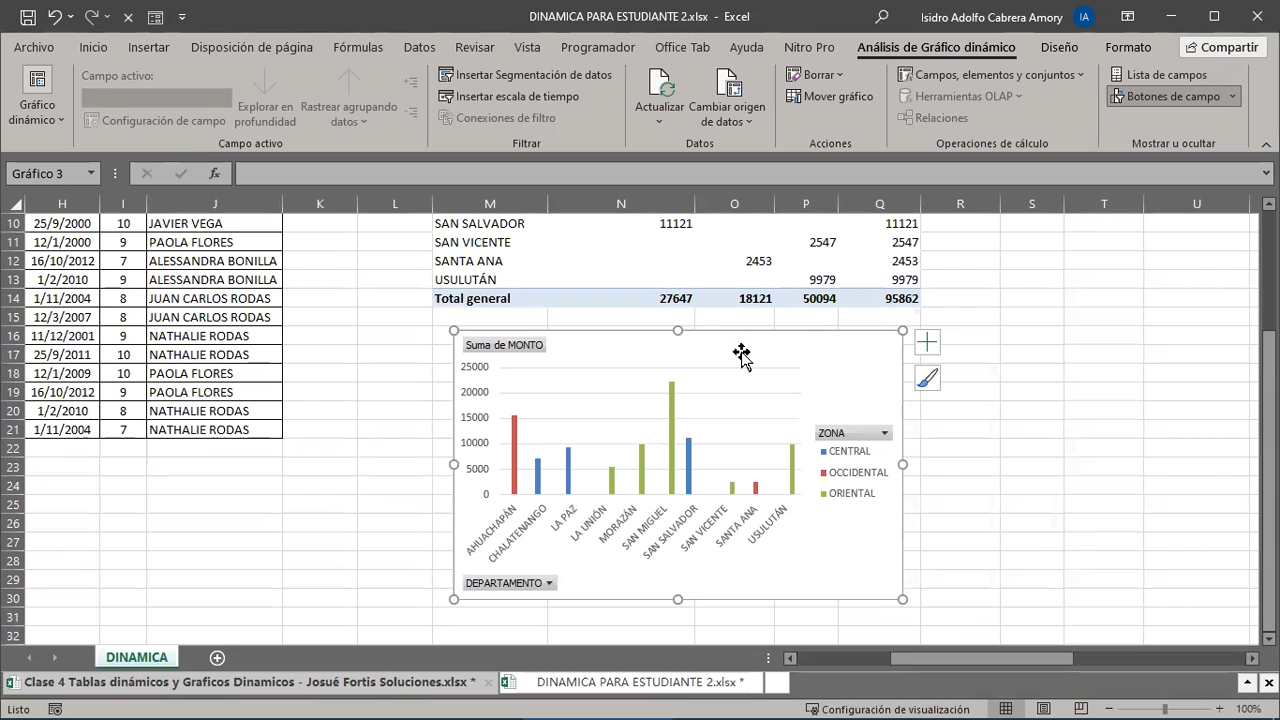 DINAMICA PARA ESTUDIANTE 2.xlsx - Excel
Isidro Adolfo Cabrera Amory
IA
Archivo Inicio Insertar Disposición de página Fórmulas Datos Revisar Vista Programador Office Tab Ayuda Nitro Pro Análisis de Gráfico dinámico Diseño Formato Compartir
Gráfico dinámico
Campo activo:
Configuración de campo
Explorar en profundidad
Rastrear agrupando datos
Campo activo
Insertar Segmentación de datos
Insertar escala de tiempo
Conexiones de filtro
Filtrar
Actualizar
Cambiar origen de datos
Datos
Borrar
Mover gráfico
Acciones
Campos, elementos y conjuntos
Herramientas OLAP
Relaciones
Operaciones de cálculo
Lista de campos
Botones de campo
Mostrar u ocultar
Gráfico 3
fx
H I J K L M N O P Q R S T U
10 25/9/2000 10 JAVIER VEGA SAN SALVADOR 11121 11121
11 12/1/2000 9 PAOLA FLORES SAN VICENTE 2547 2547
12 16/10/2012 7 ALESSANDRA BONILLA SANTA ANA 2453 2453
13 1/2/2010 9 ALESSANDRA BONILLA USULUTÁN 9979 9979
14 1/11/2004 8 JUAN CARLOS RODAS Total general 27647 18121 50094 95862
15 12/3/2007 8 JUAN CARLOS RODAS
16 11/12/2001 9 NATHALIE RODAS
17 25/9/2011 10 NATHALIE RODAS
18 12/1/2009 10 PAOLA FLORES
19 16/10/2012 9 PAOLA FLORES
20 1/2/2010 8 NATHALIE RODAS
21 1/11/2004 7 NATHALIE RODAS
22
23
24
25
26
27
28
29
30
31
32
Suma de MONTO
25000
20000
15000
10000
5000
0
AHUACHAPÁN
CHALATENANGO
LA PAZ
LA UNIÓN
MORAZÁN
SAN MIGUEL
SAN SALVADOR
SAN VICENTE
SANTA ANA
USULUTÁN
ZONA
CENTRAL
OCCIDENTAL
ORIENTAL
DEPARTAMENTO
DINAMICA
Clase 4 Tablas dinámicos y Graficos Dinamicos - Josué Fortis Soluciones.xlsx *
DINAMICA PARA ESTUDIANTE 2.xlsx *
Listo
Configuración de visualización
100%